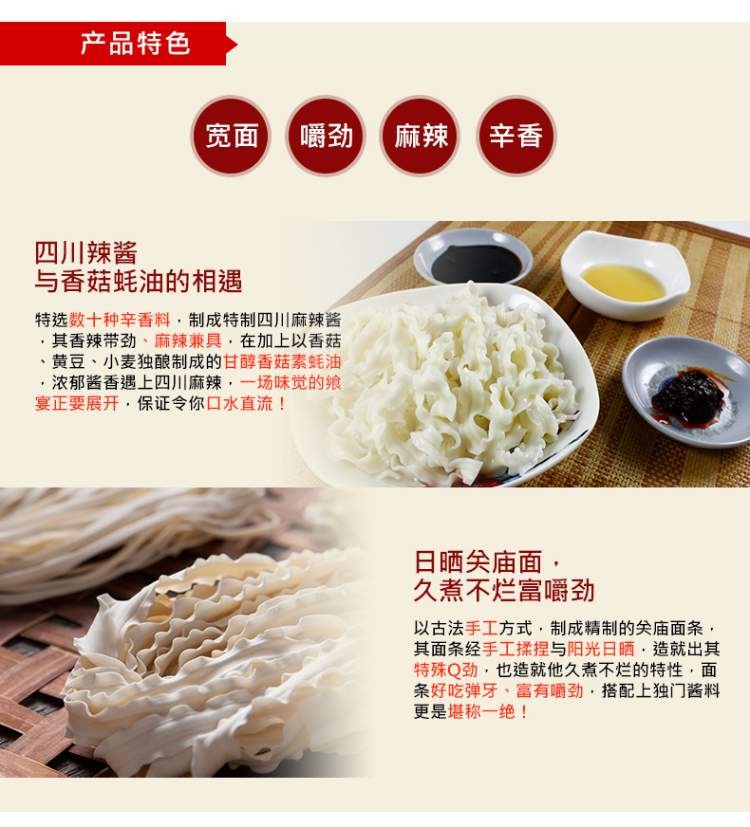 产品特色
宽面 嚼劲 麻辣 辛香
四川辣酱
与香菇蚝油的相遇
特选数十种辛香料，制成特制四川麻辣酱
，其香辣带劲、麻辣兼具，在加上以香菇
、黄豆、小麦独酿制成的甘醇香菇素蚝油
，浓郁酱香遇上四川麻辣，一场味觉的飨
宴正要展开，保证令你口水直流！
日晒关庙面，
久煮不烂富嚼劲
以古法手工方式，制成精制的关庙面条，
其面条经手工揉捏与阳光日晒，造就出其
特殊Q劲，也造就他久煮不烂的特性，面
条好吃弹牙、富有嚼劲，搭配上独门酱料
更是堪称一绝！